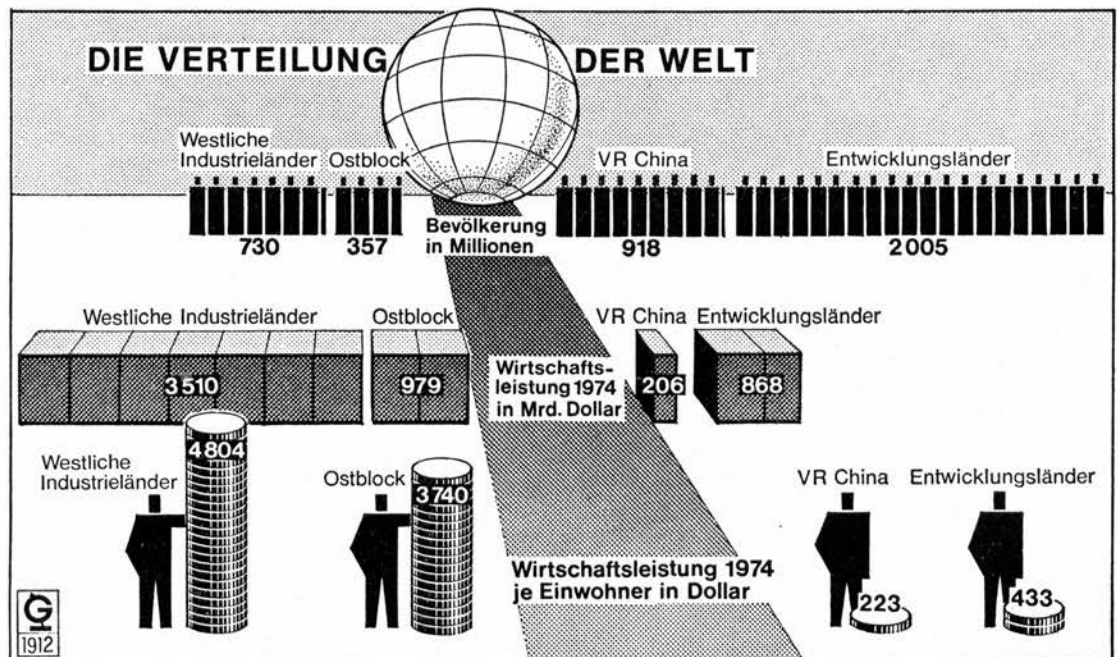 DIE VERTEILUNG DER WELT
Westliche
Industrieländer
Ostblock
VR China
Entwicklungsländer
730
357
Bevölkerung
in Millionen
918
2005
Westliche Industrieländer
Ostblock
VR China
Entwicklungsländer
3510
979
Wirtschafts-
leistung 1974
in Mrd. Dollar
206
868
Westliche
Industrieländer
4804
Ostblock
3740
VR China
Entwicklungsländer
Wirtschaftsleistung 1974
je Einwohner in Dollar
223
433
G
1912